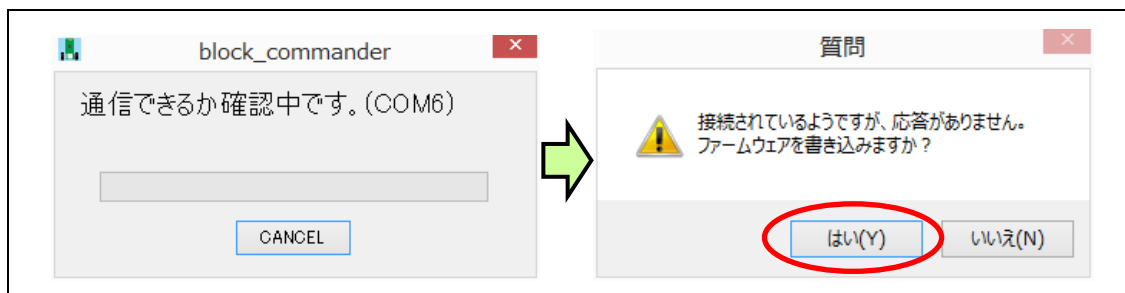 block_commander
通信できるか確認中です。(COM6)
CANCEL
質問
接続されているようですが、応答がありません。
ファームウェアを書き込みますか？
はい(Y)
いいえ(N)